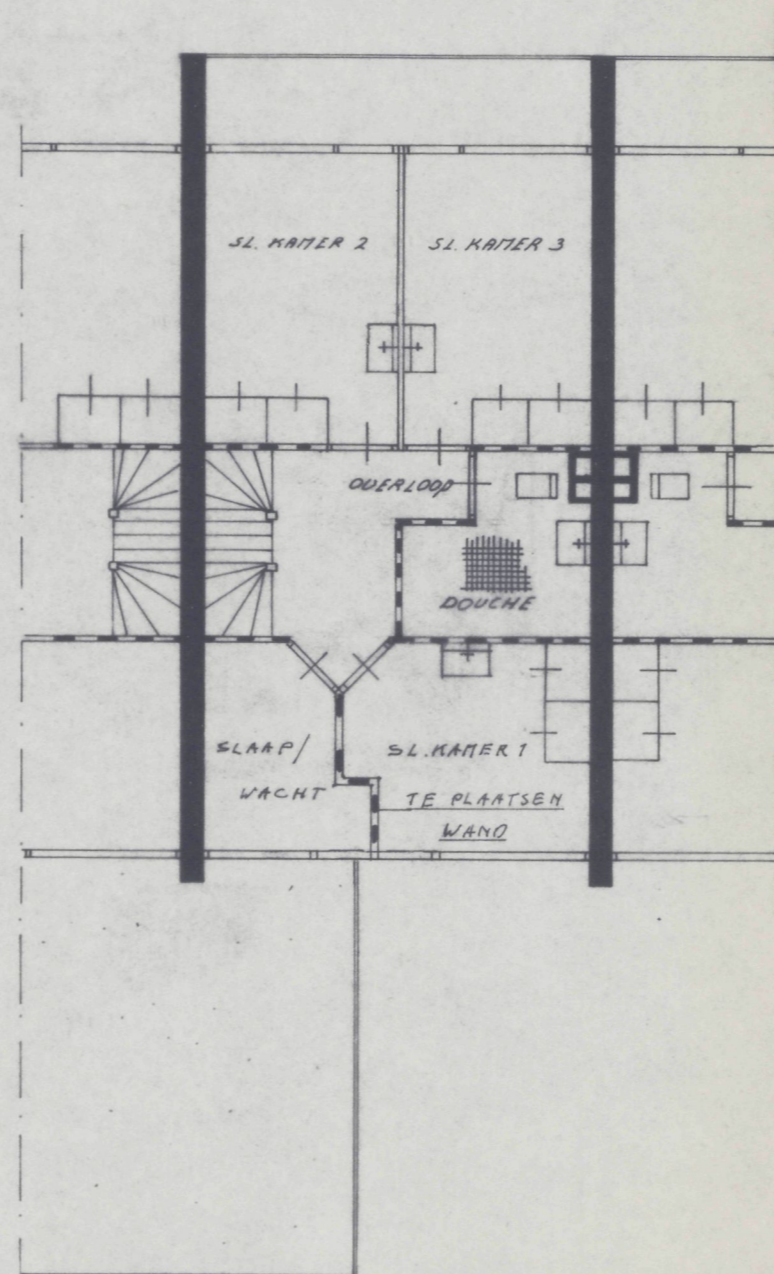 SL. KAMER 2
SL. KAMER 3
OVERLOOP
DOUCHE
SLAAP/
WACHT
SL. KAMER 1
TE PLAATSEN
WAND